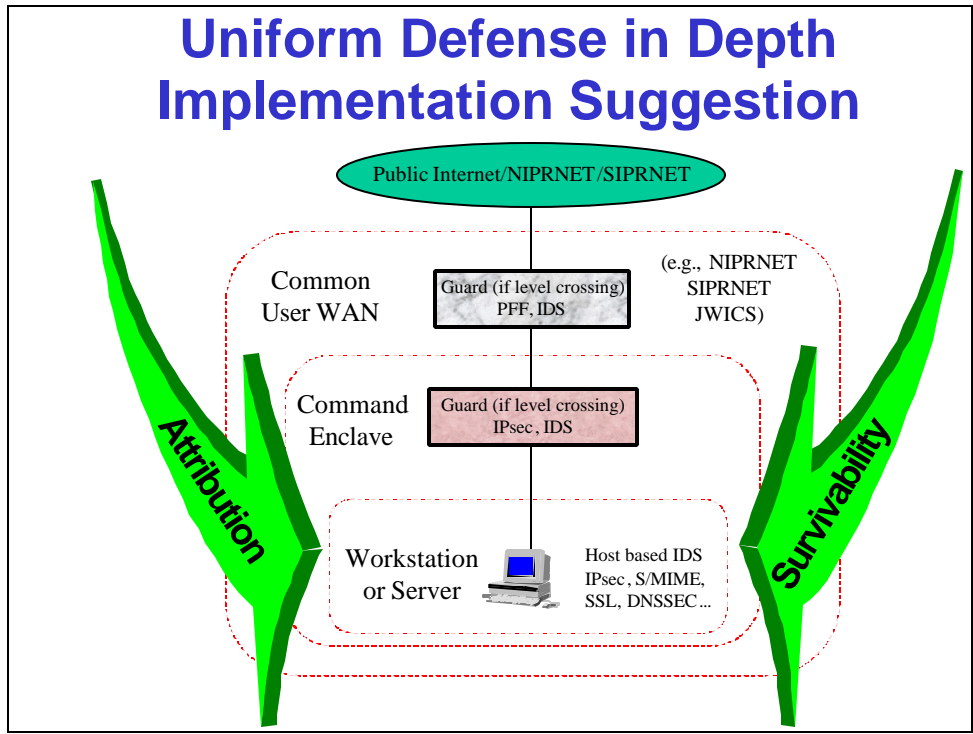 Uniform Defense in Depth
Implementation Suggestion
Public Internet/NIPRNET/SIPRNET
Common
User WAN
Guard (if level crossing)
PFF, IDS
(e.g., NIPRNET
SIPRNET
JWICS)
Command
Enclave
Guard (if level crossing)
IPsec, IDS
Attribution
Survivability
Workstation
or Server
Host based IDS
IPsec, S/MIME,
SSL, DNSSEC...